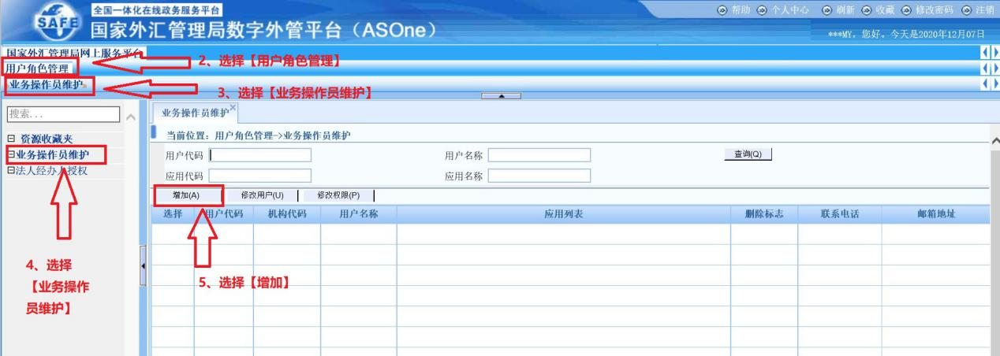 SAFE 全国一体化在线政务服务平台
国家外汇管理局数字外管平台（ASOne）
帮助 个人中心 刷新 收藏 修改密码 注销
***MY，您好。今天是2020年12月07日
国家外汇管理局网上服务平台
用户角色管理
2、选择【用户角色管理】
业务操作员维护
3、选择【业务操作员维护】
搜索...
业务操作员维护
资源收藏夹
当前位置：用户角色管理->业务操作员维护
业务操作员维护
用户代码 用户名称 查询(Q)
法人经办人授权
应用代码 应用名称
增加(A) 修改用户(U) 修改权限(P)
选择 用户代码 机构代码 用户名称 应用列表 删除标志 联系电话 邮箱地址
4、选择
【业务操作
员维护】
5、选择【增加】